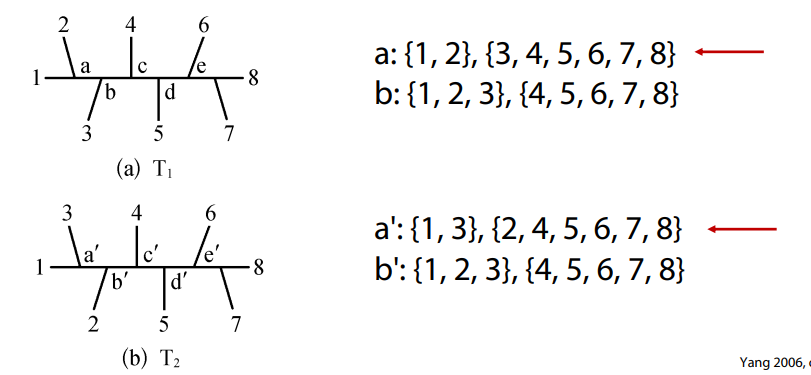 2 4 6
a: {1, 2}, {3, 4, 5, 6, 7, 8}
1 a c e 8
b d
b: {1, 2, 3}, {4, 5, 6, 7, 8}
3 5 7
(a) T₁
3 4 6
a': {1, 3}, {2, 4, 5, 6, 7, 8}
1 a′ c′ e′ 8
b′ d′
b': {1, 2, 3}, {4, 5, 6, 7, 8}
2 5 7
(b) T₂
Yang 2006,